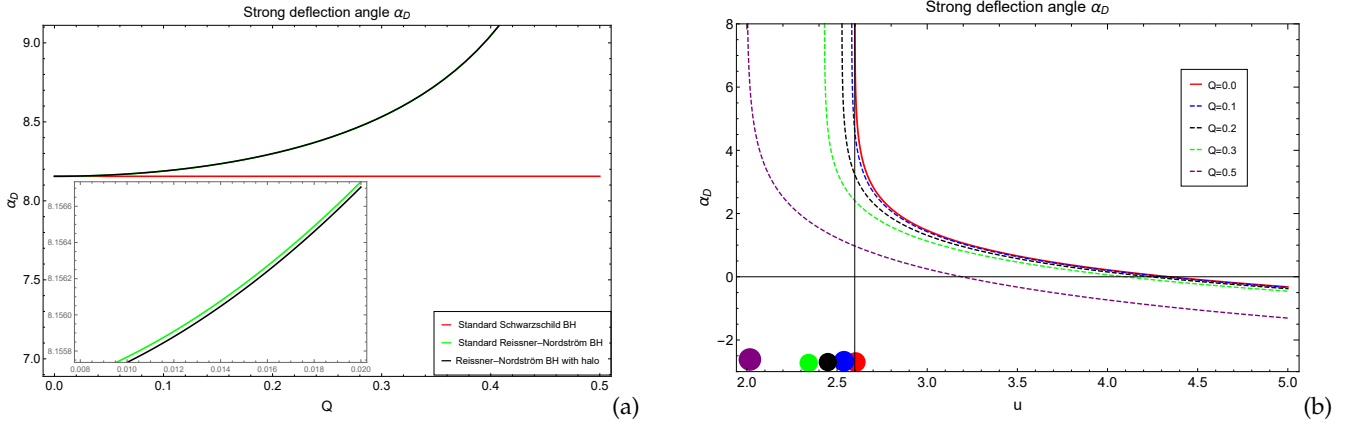 Strong deflection angle α_D
9.0
8.5
8.0
7.5
7.0
α_D
8.1566
8.1564
8.1562
8.1560
8.1558
0.008 0.010 0.012 0.014 0.016 0.018 0.020
Standard Schwarzschild BH
Standard Reissner–Nordström BH
Reissner–Nordström BH with halo
0.0 0.1 0.2 0.3 0.4 0.5
Q
(a)
Strong deflection angle α_D
8
6
4
2
0
−2
α_D
Q=0.0
Q=0.1
Q=0.2
Q=0.3
Q=0.5
2.0 2.5 3.0 3.5 4.0 4.5 5.0
u
(b)